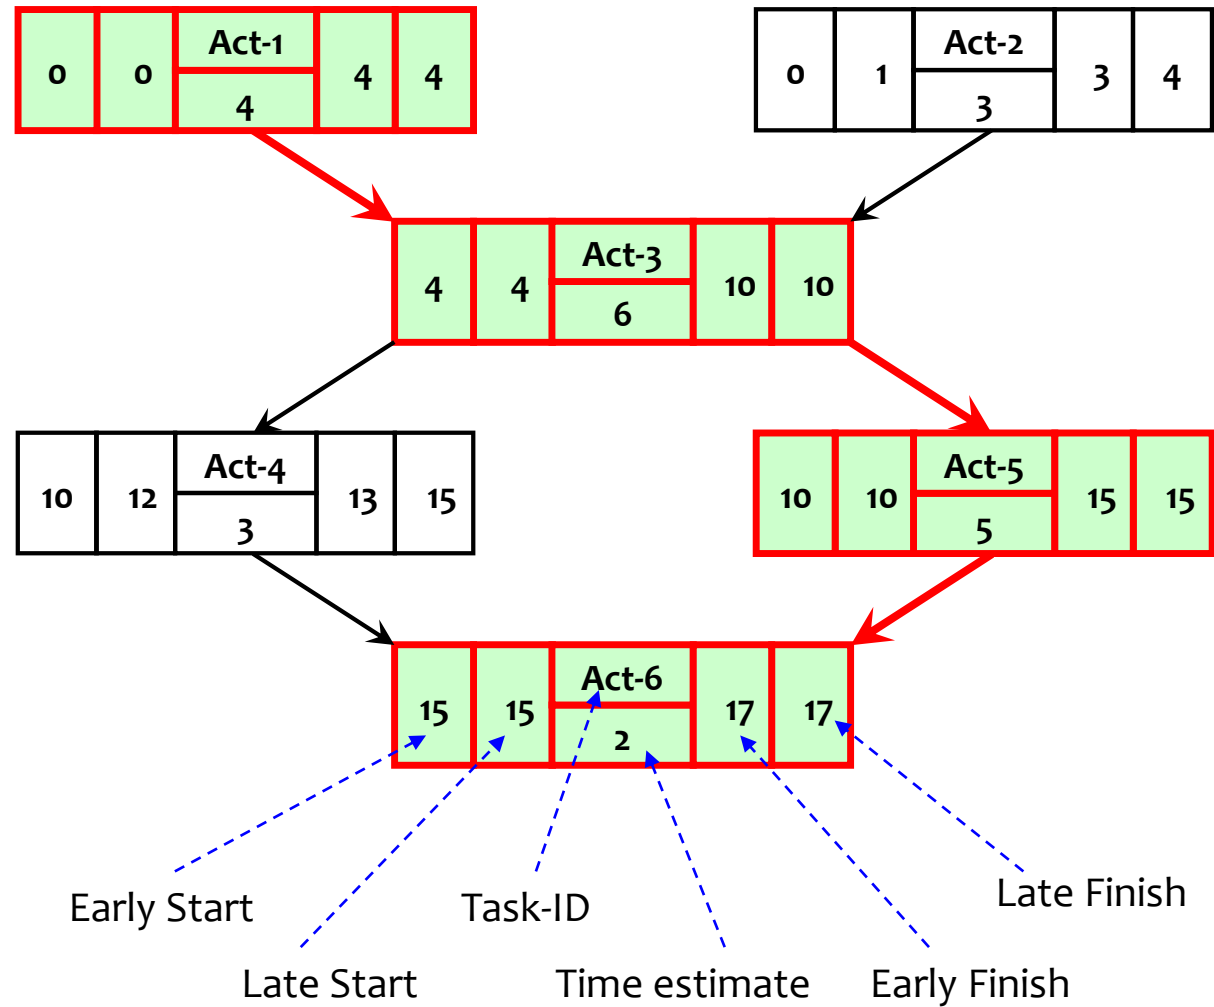 0 0 Act-1 4 4
4
0 1 Act-2 3 4
3
4 4 Act-3 10 10
6
10 12 Act-4 13 15
3
10 10 Act-5 15 15
5
15 15 Act-6 17 17
2
Early Start
Late Start
Task-ID
Time estimate
Early Finish
Late Finish